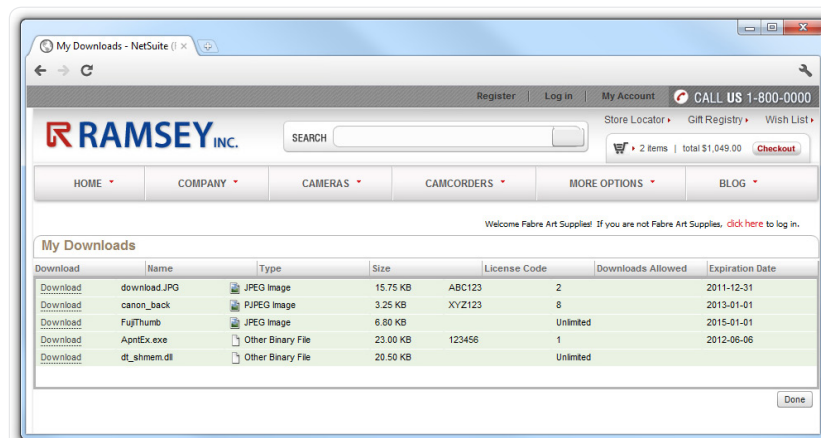 My Downloads - NetSuite (
Register | Log in | My Account CALL US 1-800-0000
Store Locator Gift Registry Wish List
RAMSEY INC.
SEARCH
2 items | total $1,049.00 Checkout
HOME COMPANY CAMERAS CAMCORDERS MORE OPTIONS BLOG
Welcome Fabre Art Supplies! If you are not Fabre Art Supplies, click here to log in.
My Downloads
Download Name Type Size License Code Downloads Allowed Expiration Date
Download download.JPG JPEG Image 15.75 KB ABC123 2 2011-12-31
Download canon_back PJPEG Image 3.25 KB XYZ123 8 2013-01-01
Download FujiThumb JPEG Image 6.80 KB Unlimited 2015-01-01
Download ApntEx.exe Other Binary File 23.00 KB 123456 1 2012-06-06
Download dt_shmem.dll Other Binary File 20.50 KB Unlimited
Done